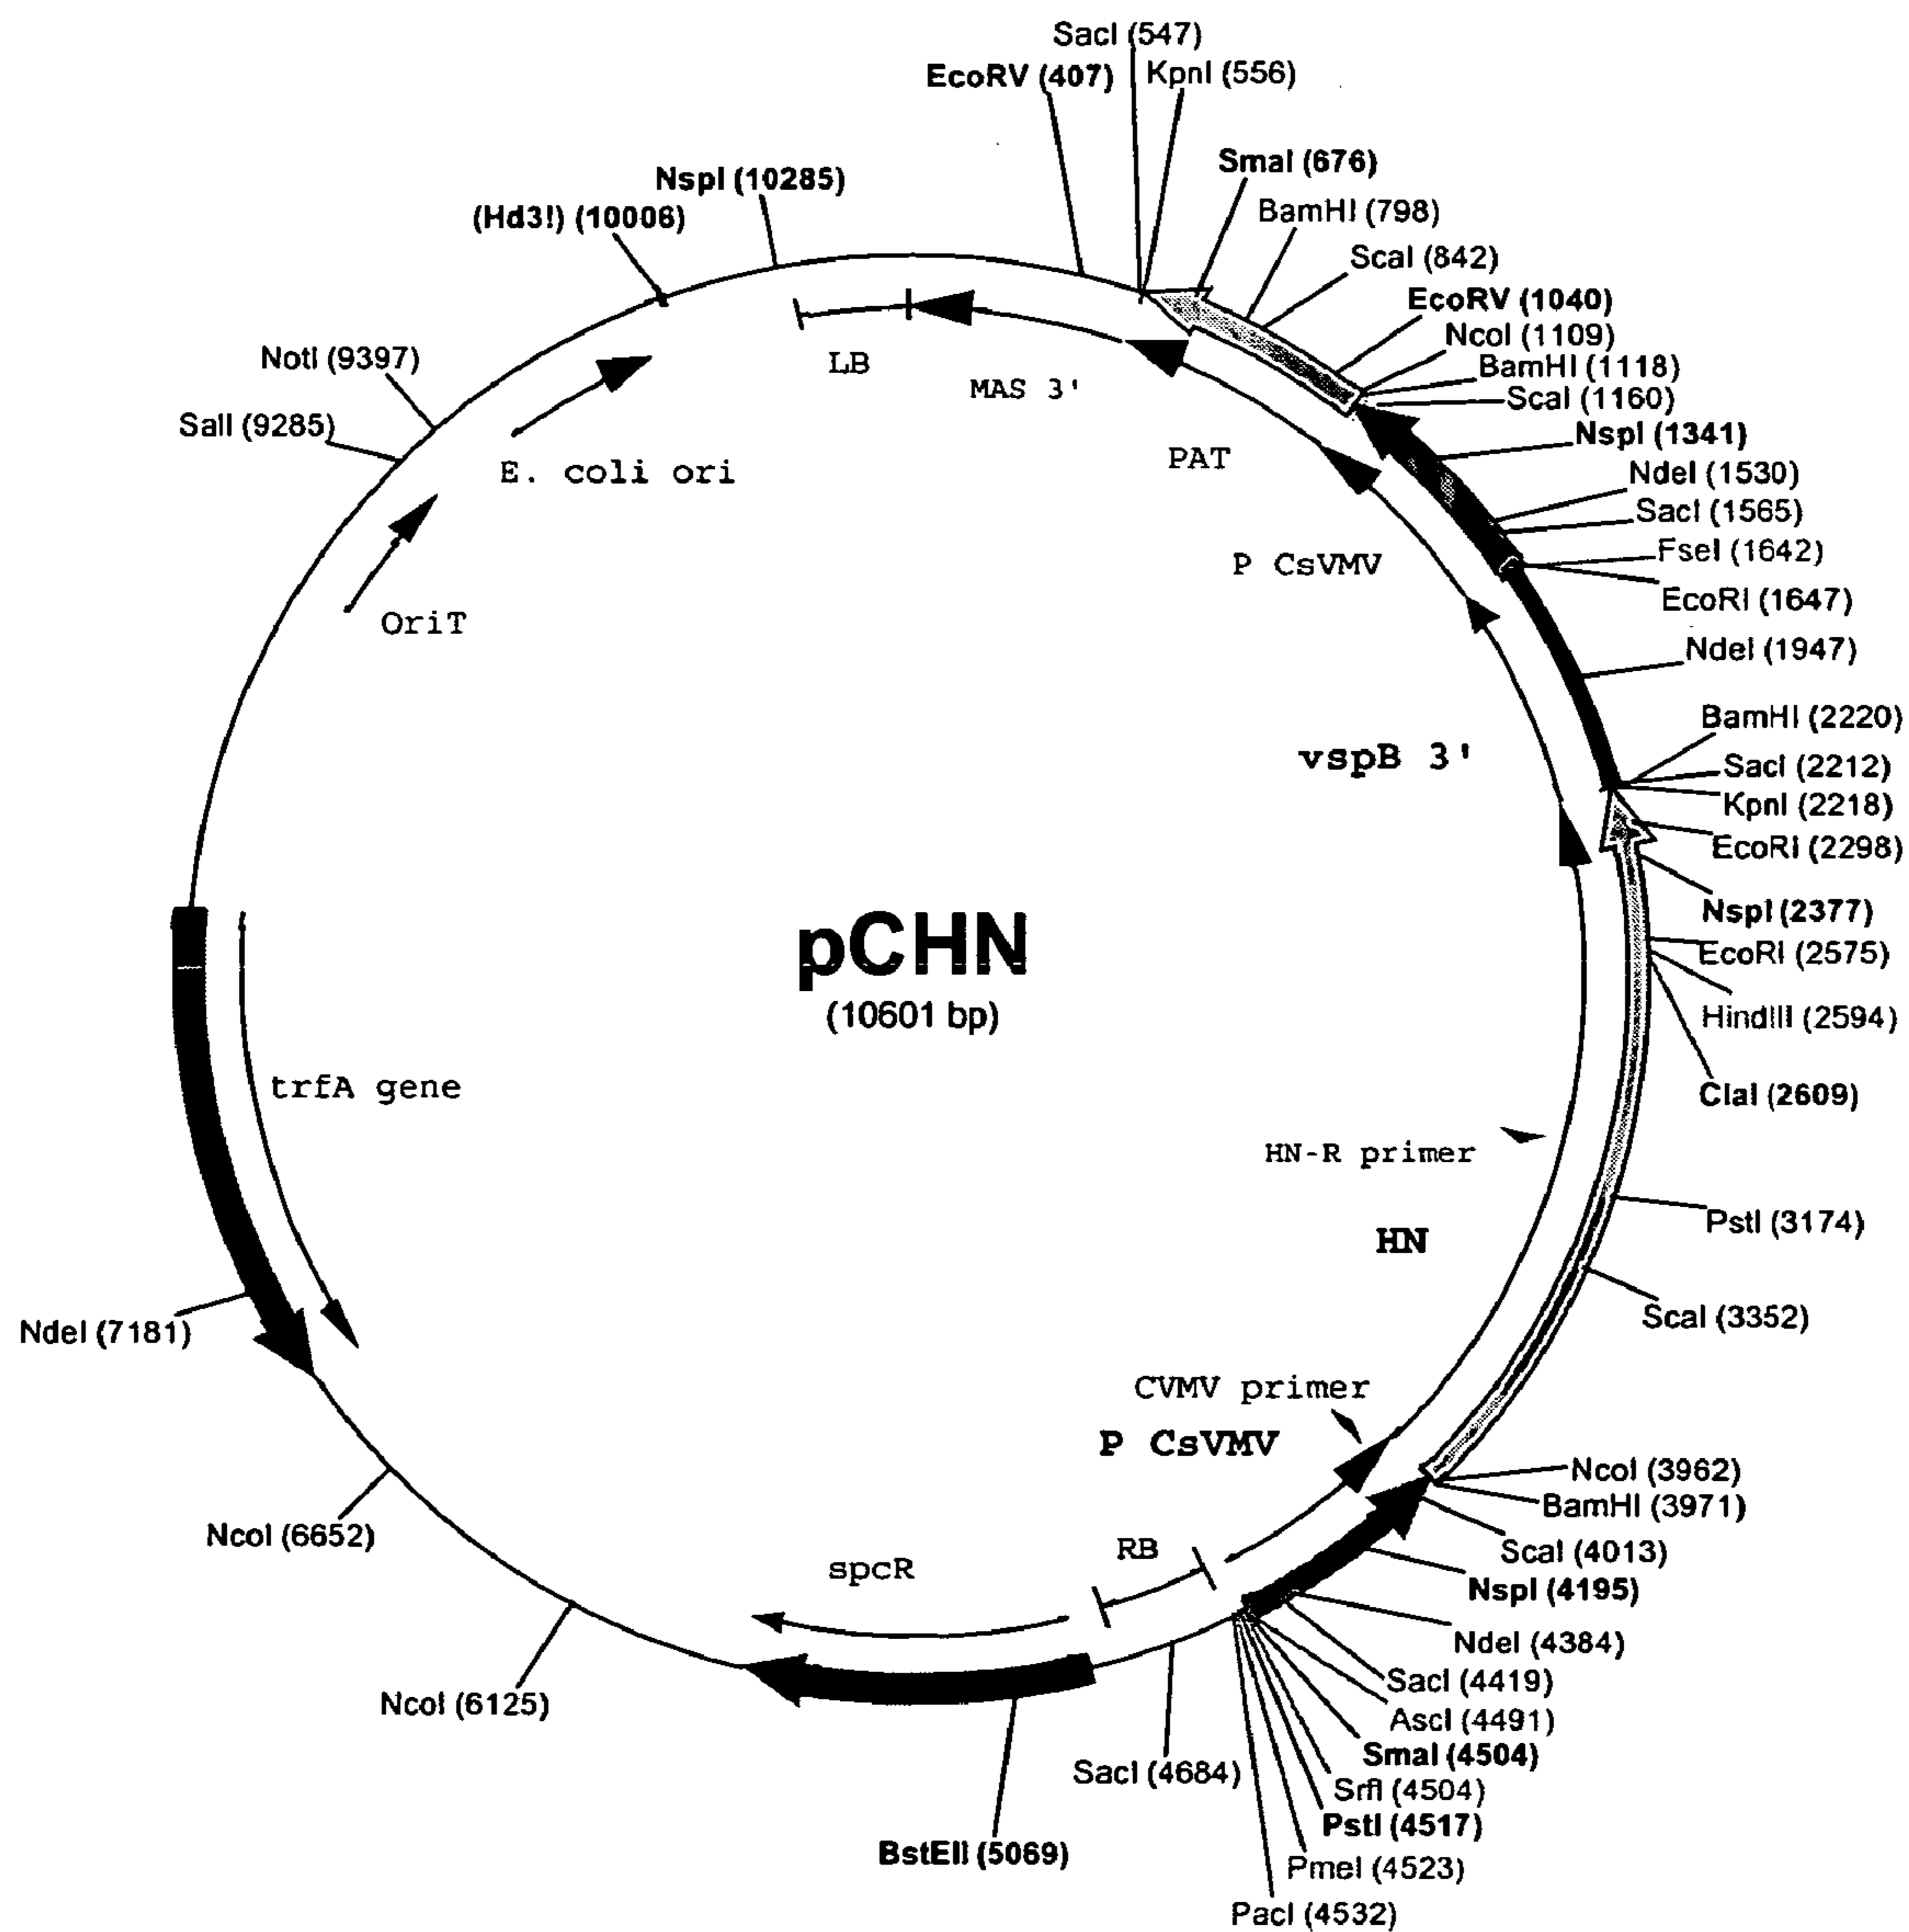 SacI (547)
EcoRV (407)
KpnI (556)
SmaI (676)
NspI (10285)
BamHI (798)
(Hd3!) (10006)
ScaI (842)
EcoRV (1040)
NcoI (1109)
NotI (9397)
LB
BamHI (1118)
MAS 3'
ScaI (1160)
SalI (9285)
NspI (1341)
PAT
E. coli ori
NdeI (1530)
SacI (1565)
FseI (1642)
P CsVMV
EcoRI (1647)
OriT
NdeI (1947)
BamHI (2220)
vspB 3'
SacI (2212)
KpnI (2218)
EcoRI (2298)
NspI (2377)
pCHN
EcoRI (2575)
(10601 bp)
HindIII (2594)
trfA gene
ClaI (2609)
HN-R primer
PstI (3174)
HN
ScaI (3352)
NdeI (7181)
CVMV primer
P CsVMV
NcoI (3962)
BamHI (3971)
NcoI (6652)
RB
ScaI (4013)
spcR
NspI (4195)
NdeI (4384)
SacI (4419)
NcoI (6125)
AscI (4491)
SmaI (4504)
SacI (4684)
SrfI (4504)
PstI (4517)
BstEII (5069)
PmeI (4523)
PacI (4532)